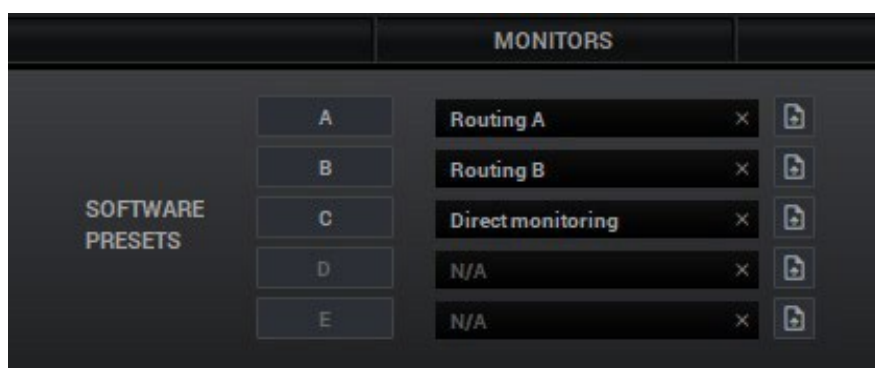 MONITORS
A Routing A ×
B Routing B ×
SOFTWARE
PRESETS
C Direct monitoring ×
D N/A ×
E N/A ×